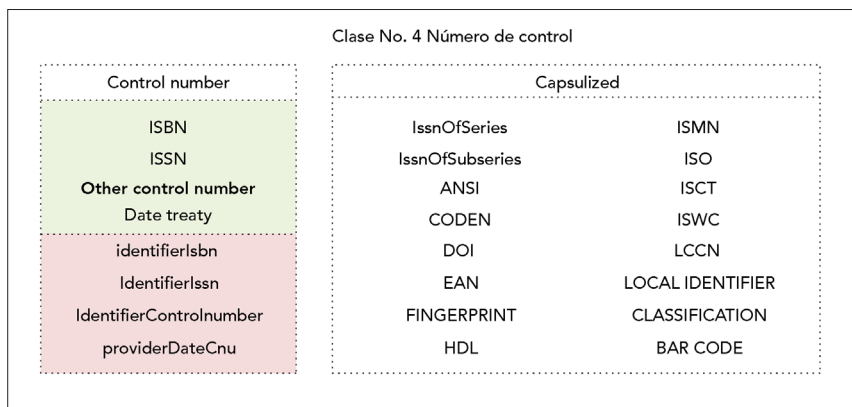 Clase No. 4 Número de control
Control number
ISBN
ISSN
Other control number
Date treaty
identifierIsbn
IdentifierIssn
IdentifierControlnumber
providerDateCnu
Capsulized
IssnOfSeries
IssnOfSubseries
ANSI
CODEN
DOI
EAN
FINGERPRINT
HDL
ISMN
ISO
ISCT
ISWC
LCCN
LOCAL IDENTIFIER
CLASSIFICATION
BAR CODE